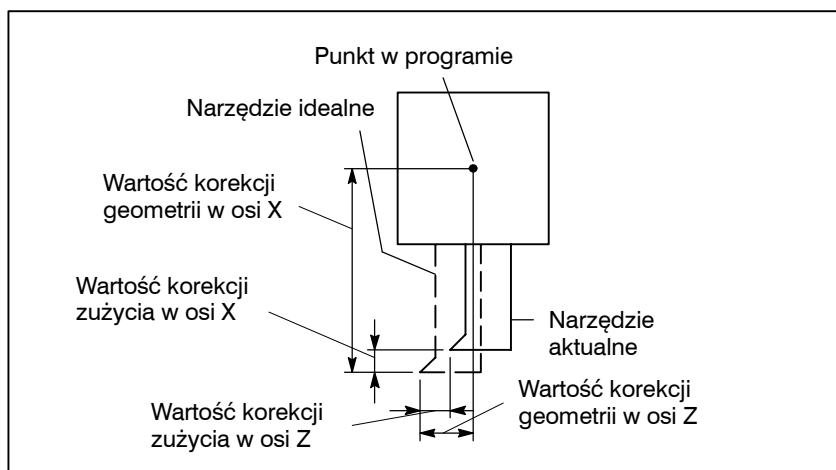 Punkt w programie
Narzędzie idealne
Wartość korekcji
geometrii w osi X
Wartość korekcji
zużycia w osi X
Narzędzie
aktualne
Wartość korekcji
zużycia w osi Z
Wartość korekcji
geometrii w osi Z